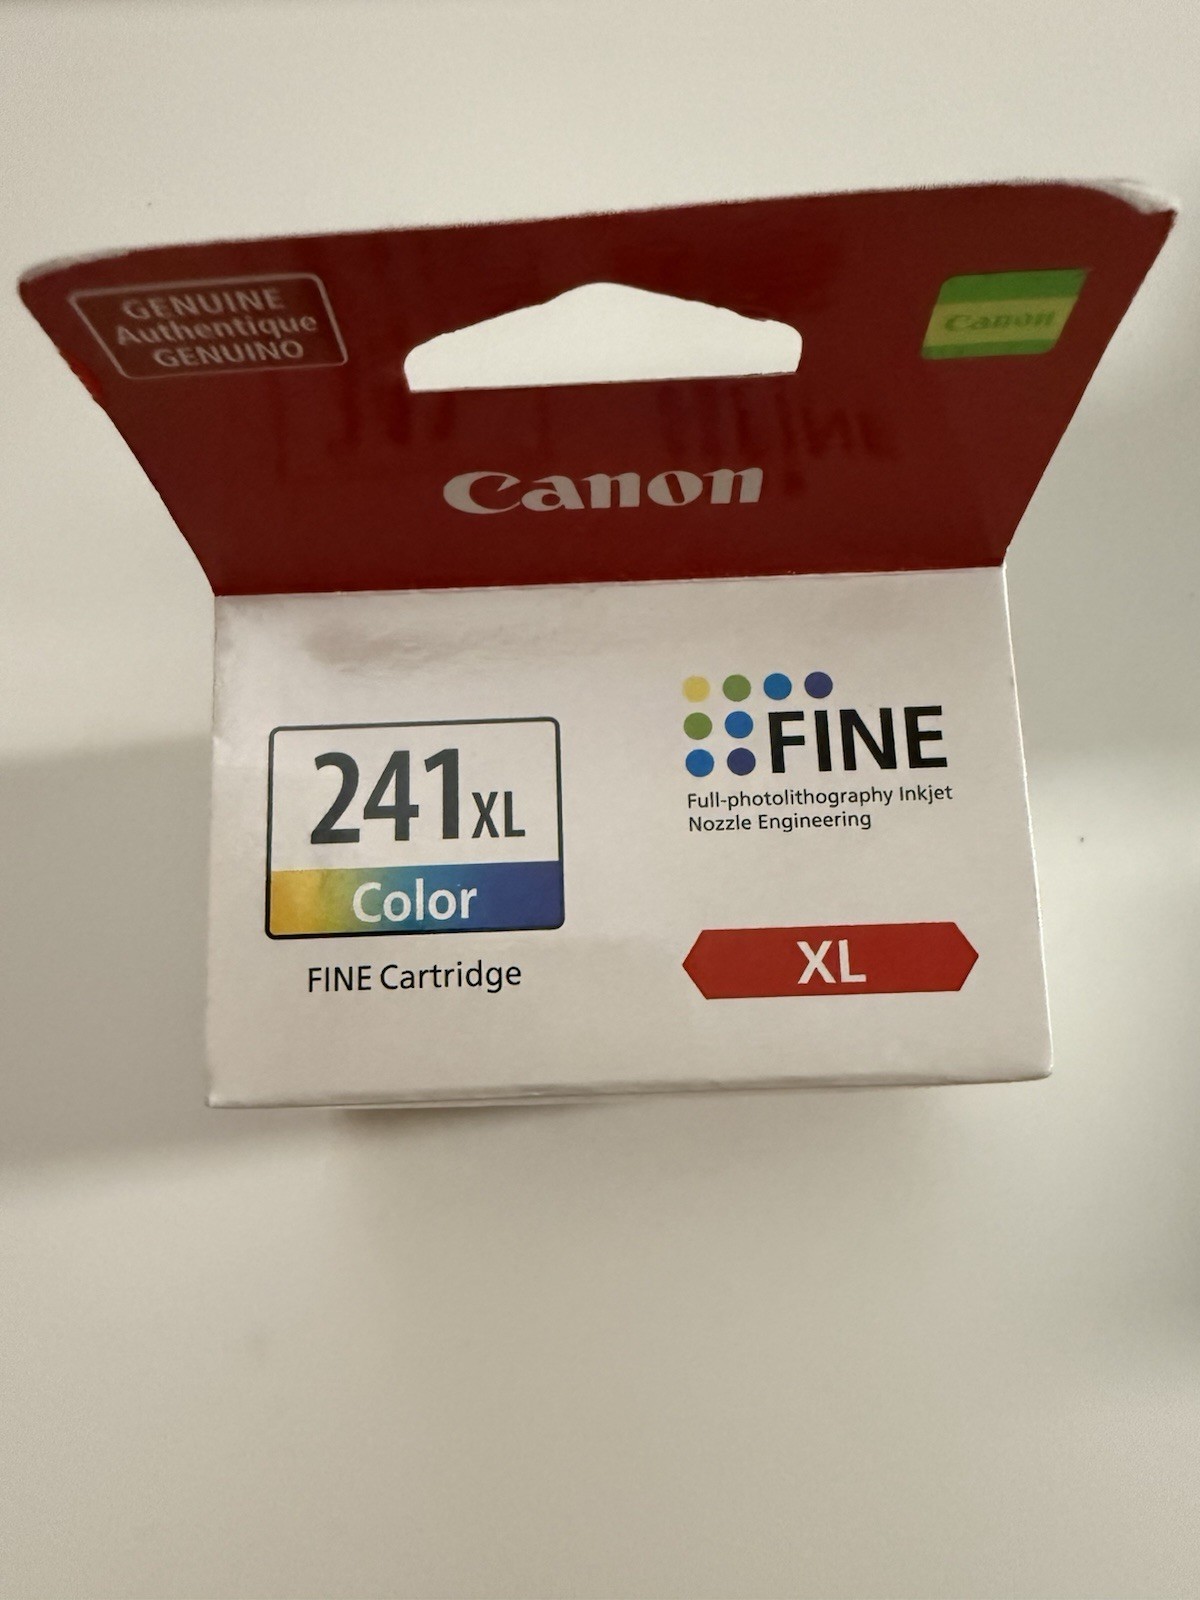 GENUINE
Authentique
GENUINO
Canon
Canon
241XL
Color
FINE Cartridge
FINE
Full-photolithography Inkjet
Nozzle Engineering
XL